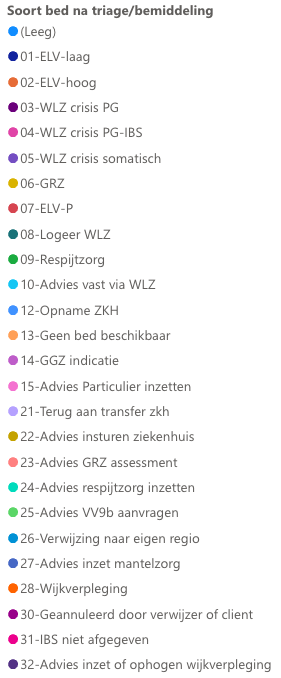 Soort bed na triage/bemiddeling
(Leeg)
01-ELV-laag
02-ELV-hoog
03-WLZ crisis PG
04-WLZ crisis PG-IBS
05-WLZ crisis somatisch
06-GRZ
07-ELV-P
08-Logeer WLZ
09-Respijtzorg
10-Advies vast via WLZ
12-Opname ZKH
13-Geen bed beschikbaar
14-GGZ indicatie
15-Advies Particulier inzetten
21-Terug aan transfer zkh
22-Advies insturen ziekenhuis
23-Advies GRZ assessment
24-Advies respijtzorg inzetten
25-Advies VV9b aanvragen
26-Verwijzing naar eigen regio
27-Advies inzet mantelzorg
28-Wijkverpleging
30-Geannuleerd door verwijzer of client
31-IBS niet afgegeven
32-Advies inzet of ophogen wijkverpleging